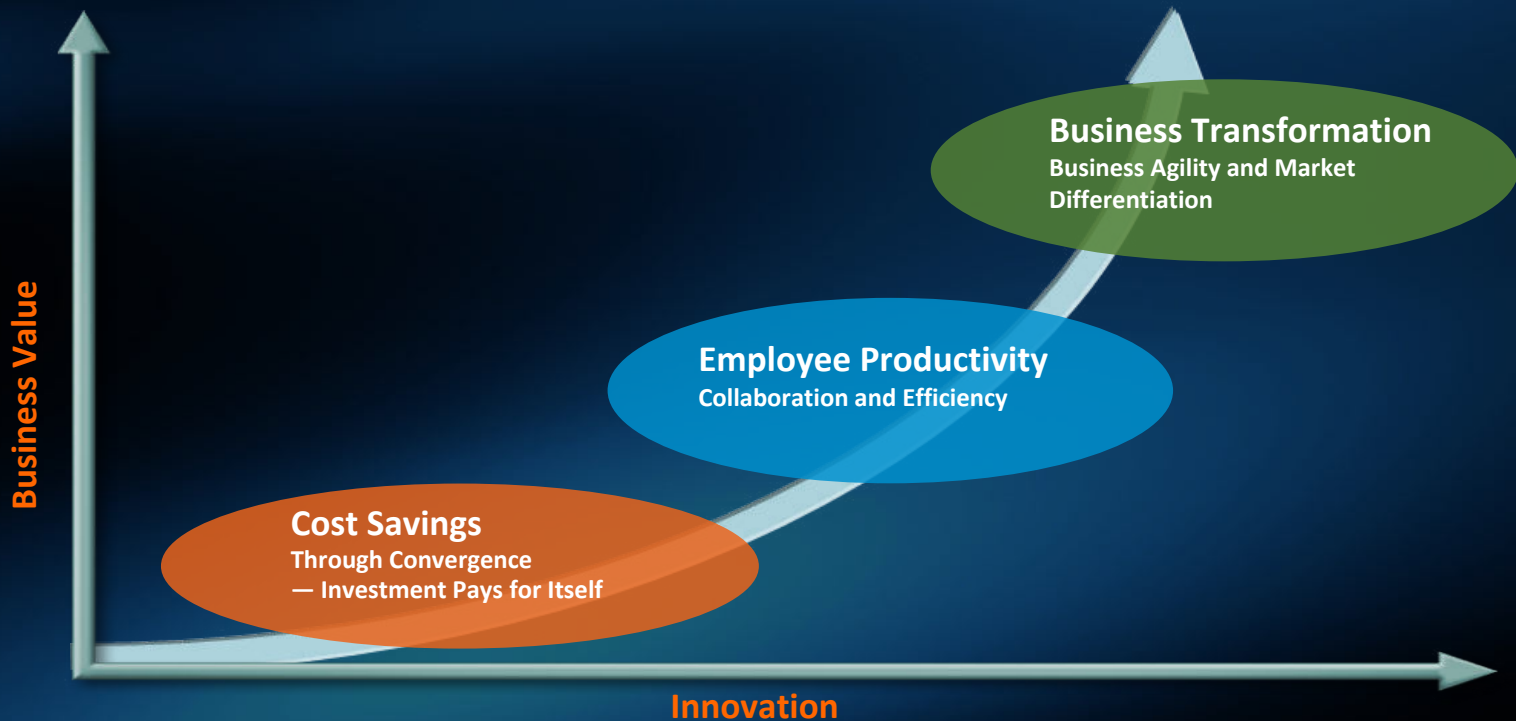 Business Transformation
Business Agility and Market
Differentiation
Employee Productivity
Collaboration and Efficiency
Cost Savings
Through Convergence
— Investment Pays for Itself
Business Value
Innovation